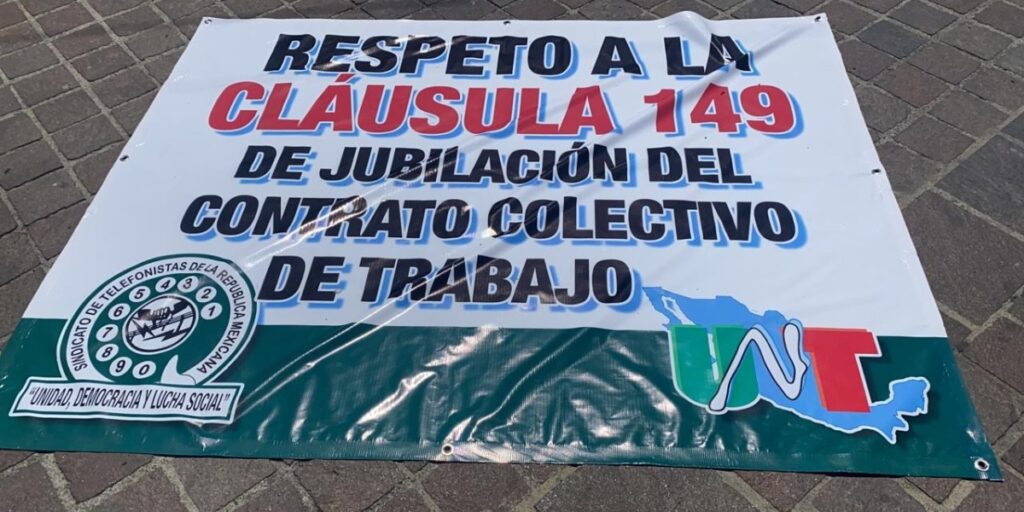 RESPETO A LA
CLÁUSULA 149
DE JUBILACIÓN DEL
CONTRATO COLECTIVO
DE TRABAJO
SINDICATO DE TELEFONISTAS DE LA REPUBLICA MEXICANA
1 2 3 4 5 6 7 8 9 0
"UNIDAD, DEMOCRACIA Y LUCHA SOCIAL"
UNT